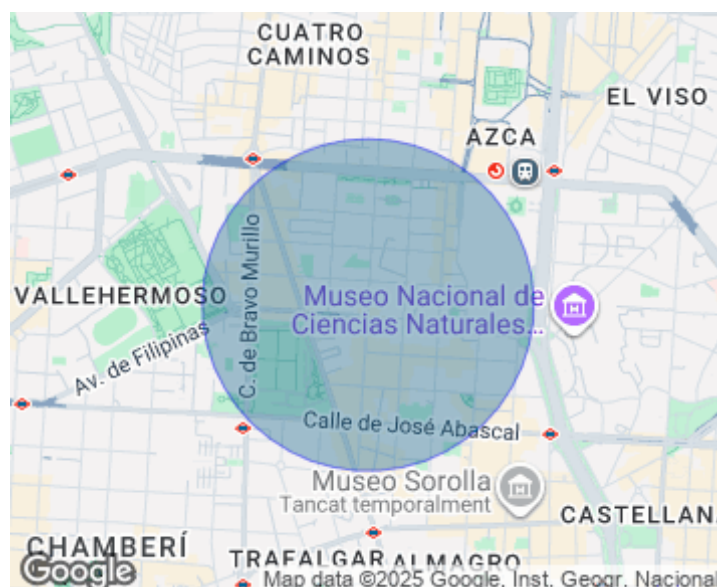 CUATRO
CAMINOS
EL VISO
AZCA
C. de Bravo Murillo
VALLEHERMOSO
Museo Nacional de
Ciencias Naturales...
Av. de Filipinas
Calle de José Abascal
Museo Sorolla
Tancat temporalment
CASTELLANA
CHAMBERÍ
TRAFALGAR
ALMAGRO
Google
Map data ©2025 Google, Inst. Geogr. Nacional